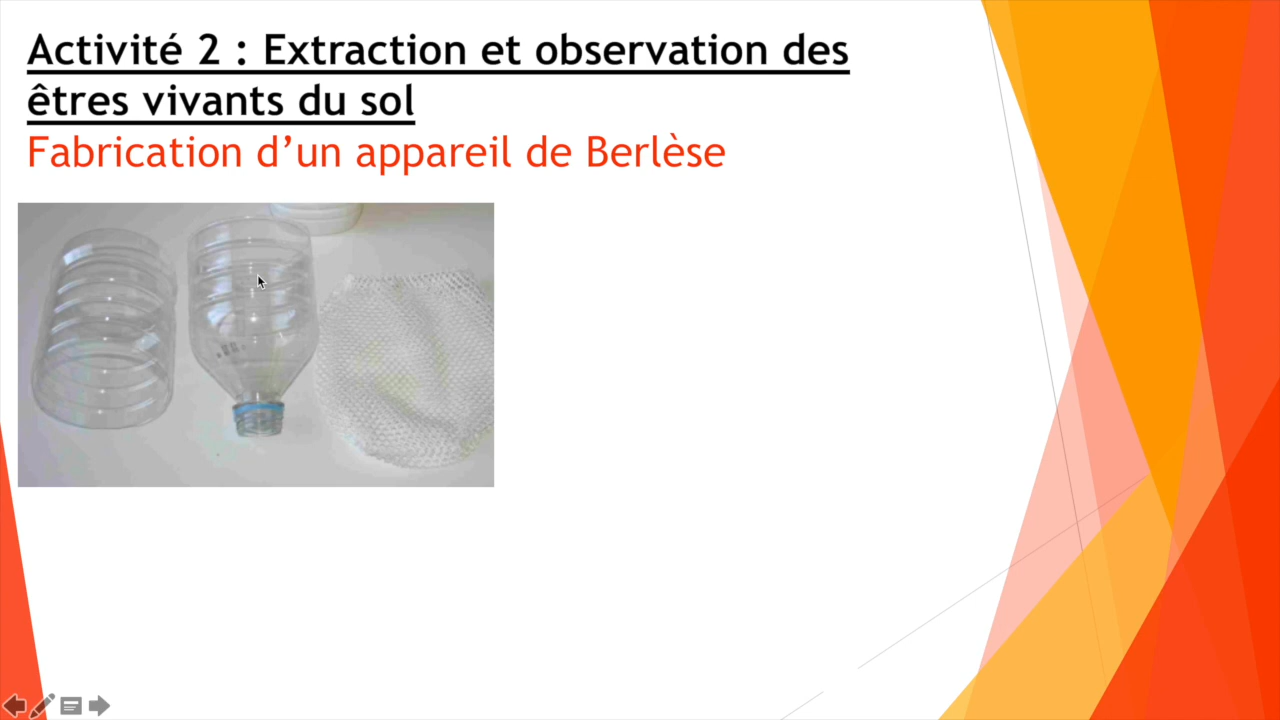 Activité 2 : Extraction et observation des
êtres vivants du sol
Fabrication d’un appareil de Berlèse